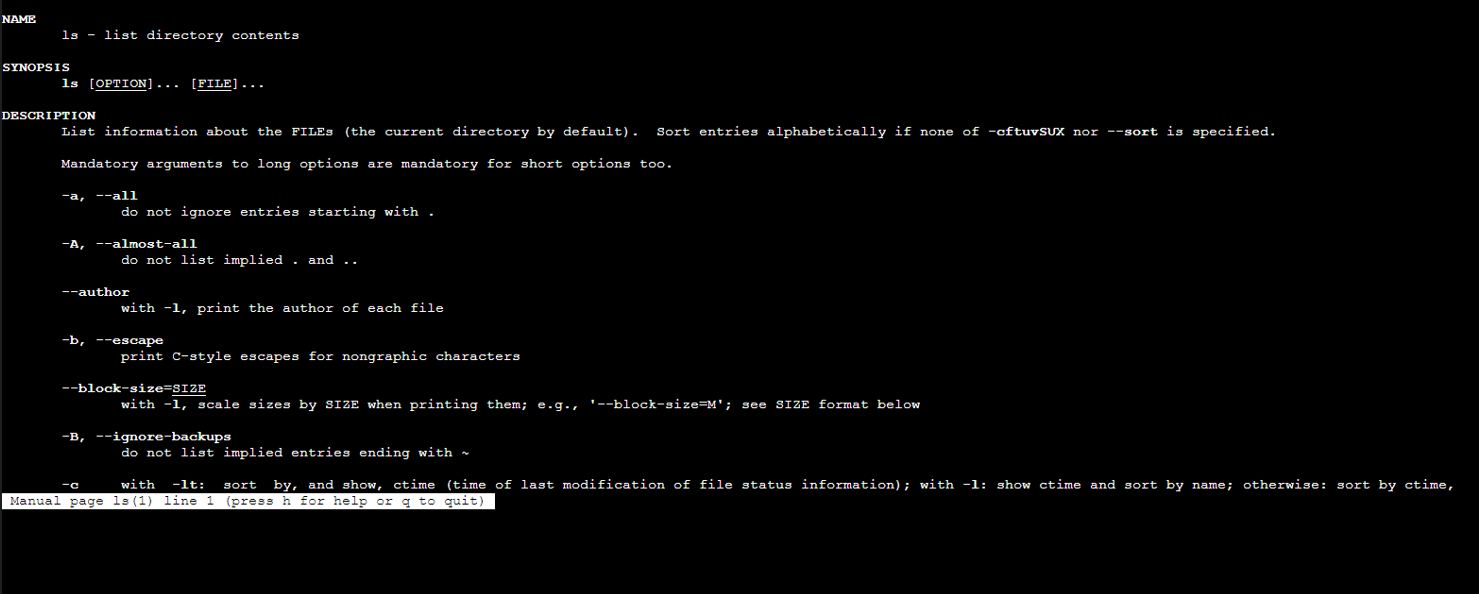 NAME
ls - list directory contents
SYNOPSIS
ls [OPTION]... [FILE]...
DESCRIPTION
List information about the FILEs (the current directory by default).  Sort entries alphabetically if none of -cftuvSUX nor --sort is specified.
Mandatory arguments to long options are mandatory for short options too.
-a, --all
do not ignore entries starting with .
-A, --almost-all
do not list implied . and ..
--author
with -l, print the author of each file
-b, --escape
print C-style escapes for nongraphic characters
--block-size=SIZE
with -l, scale sizes by SIZE when printing them; e.g., '--block-size=M'; see SIZE format below
-B, --ignore-backups
do not list implied entries ending with ~
-c     with  -lt:  sort  by, and show, ctime (time of last modification of file status information); with -l: show ctime and sort by name; otherwise: sort by ctime,
Manual page ls(1) line 1 (press h for help or q to quit)